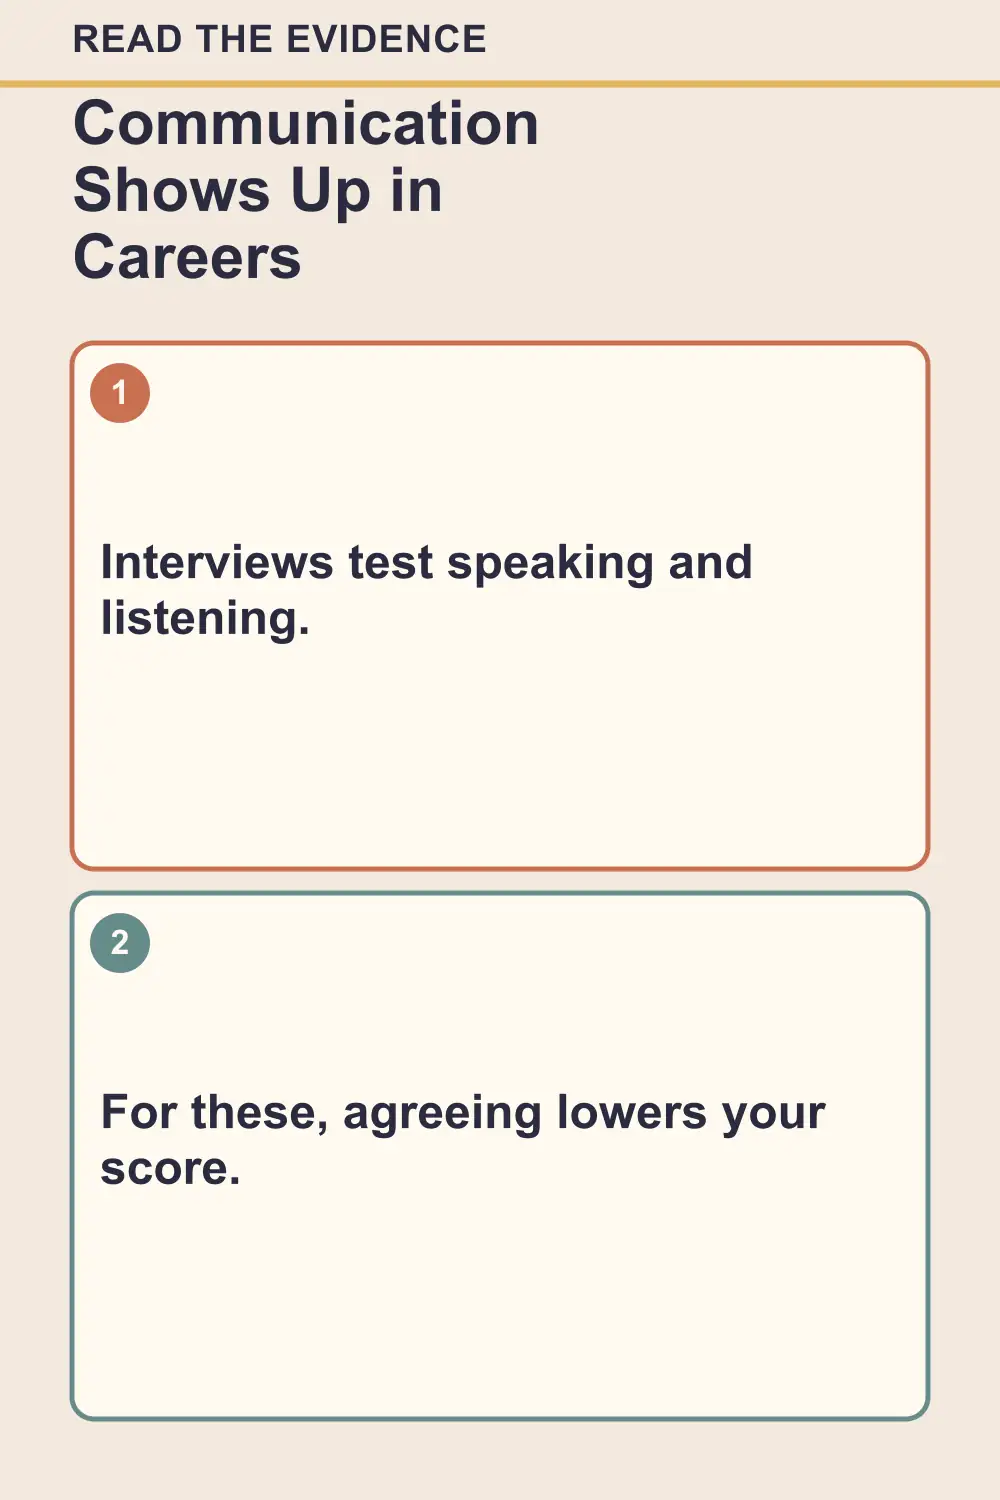 READ THE EVIDENCE
Communication
Shows Up in
Careers
1
Interviews test speaking and
listening.
2
For these, agreeing lowers your
score.